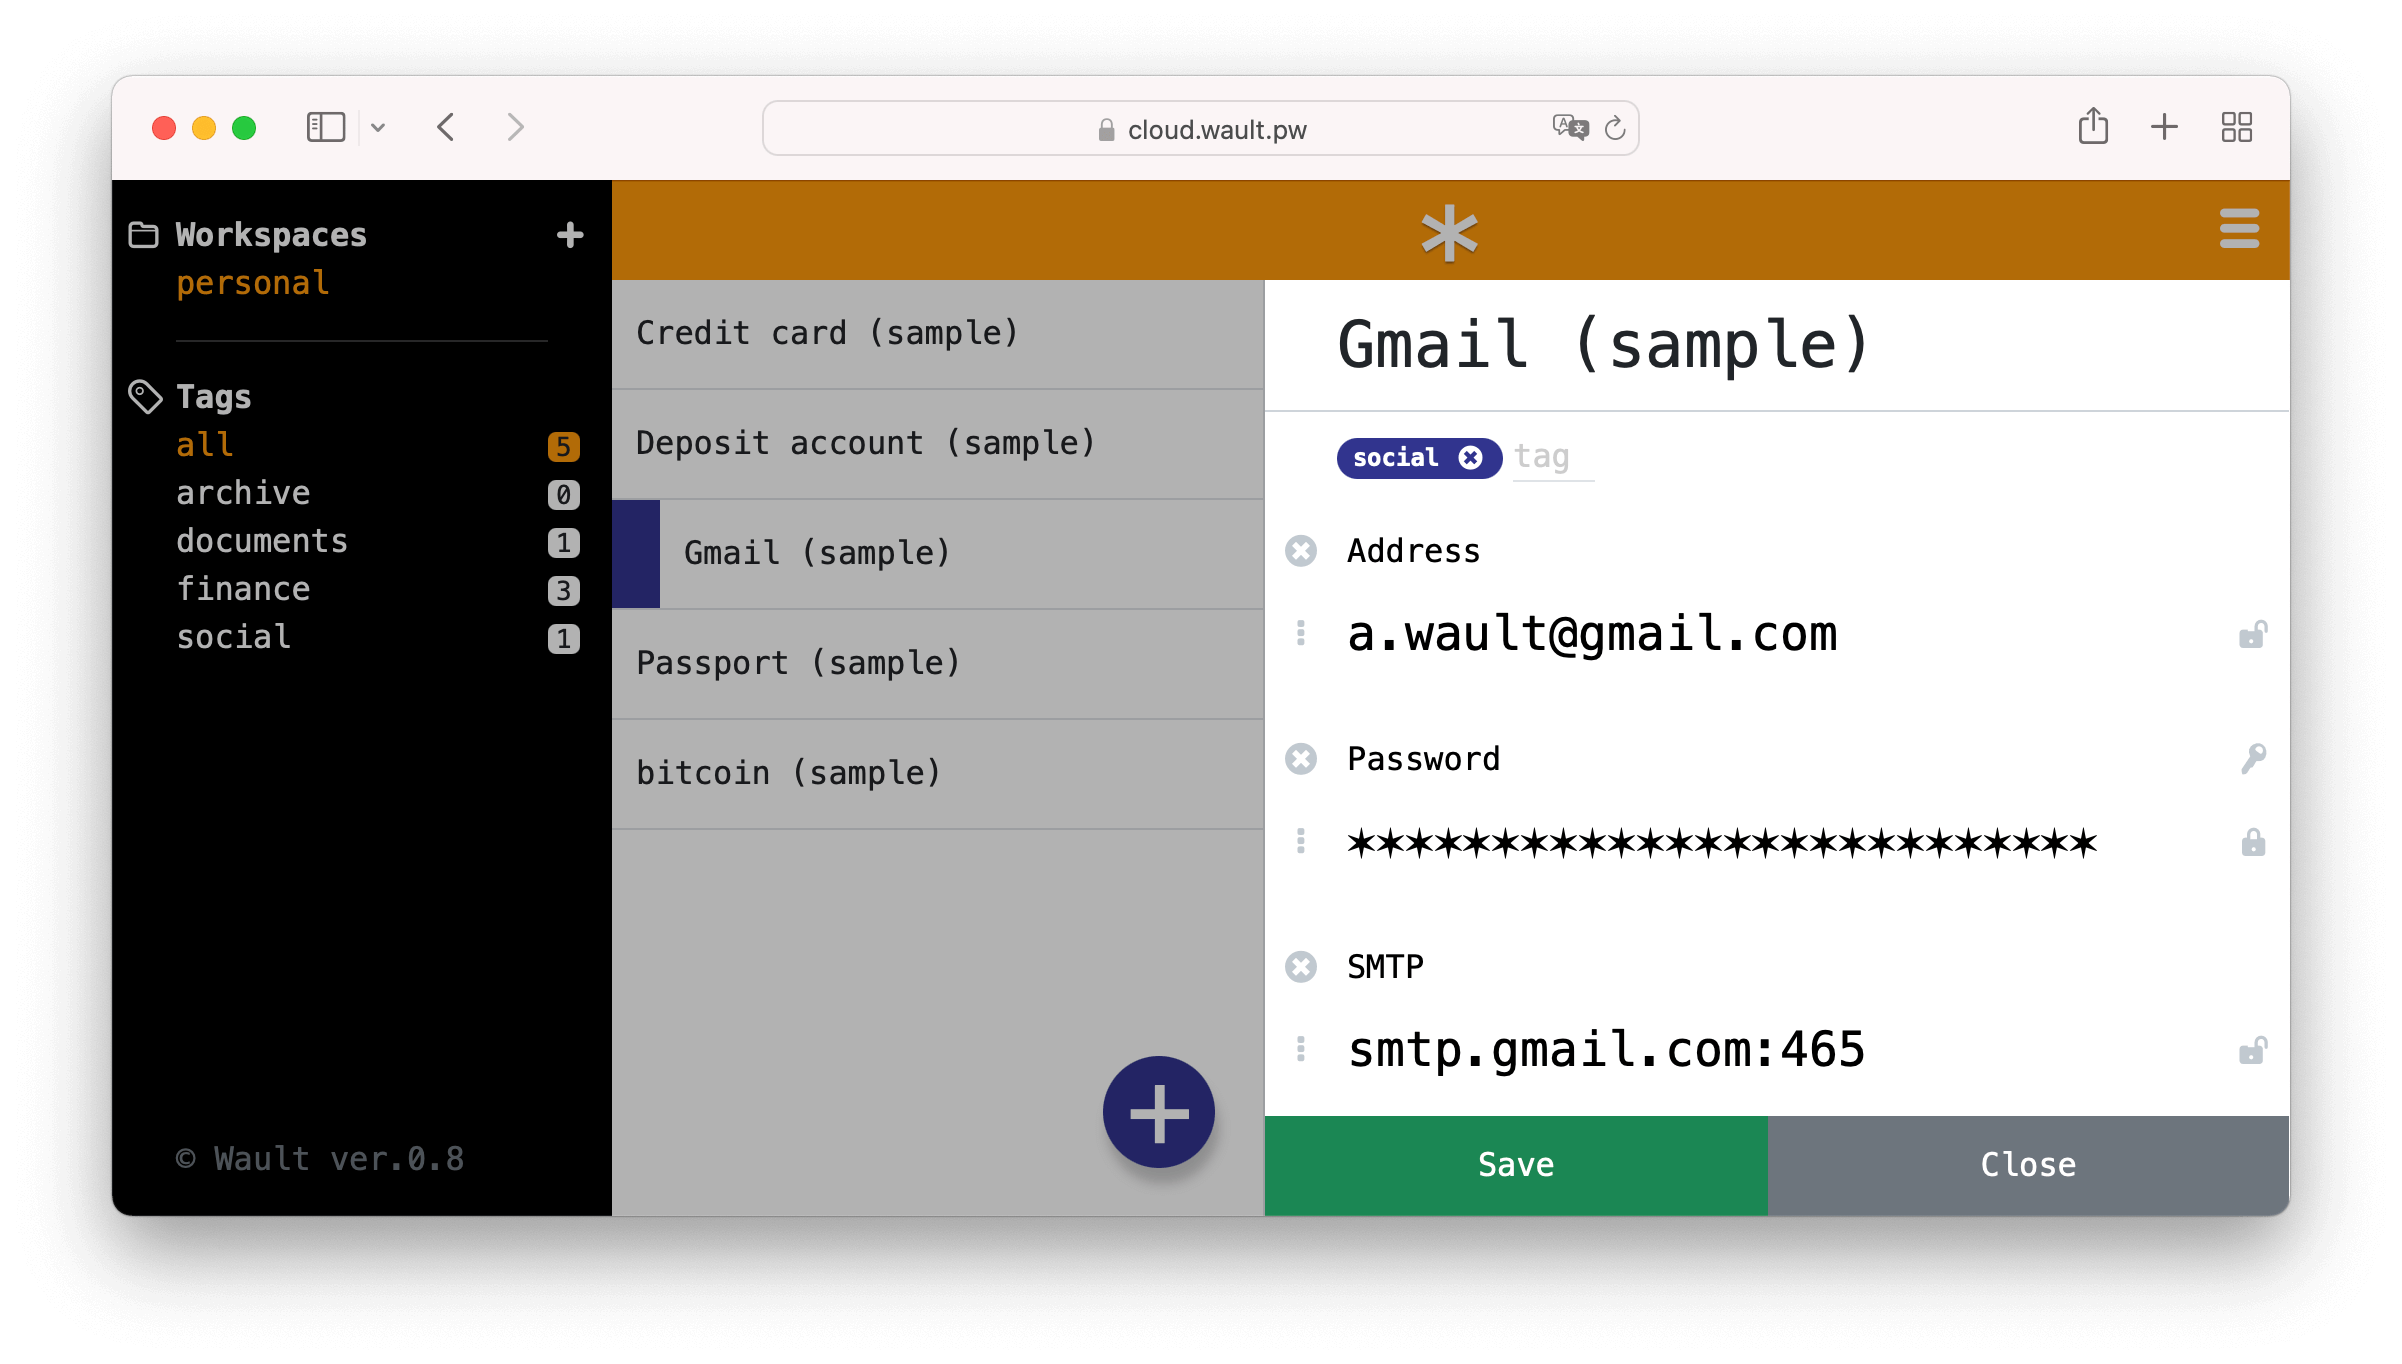 cloud.wault.pw
Workspaces
personal
Tags
all 5
archive 0
documents 1
finance 3
social 1
© Wault ver.0.8
Credit card (sample)
Deposit account (sample)
Gmail (sample)
Passport (sample)
bitcoin (sample)
Gmail (sample)
social tag
Address
a.wault@gmail.com
Password
✶✶✶✶✶✶✶✶✶✶✶✶✶✶✶✶✶✶✶✶✶✶✶✶✶✶
SMTP
smtp.gmail.com:465
Save Close